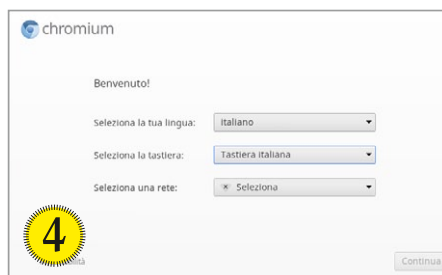 chromium
Benvenuto!
Seleziona la tua lingua: Italiano
Seleziona la tastiera: Tastiera italiana
Seleziona una rete: Seleziona
4
Continua